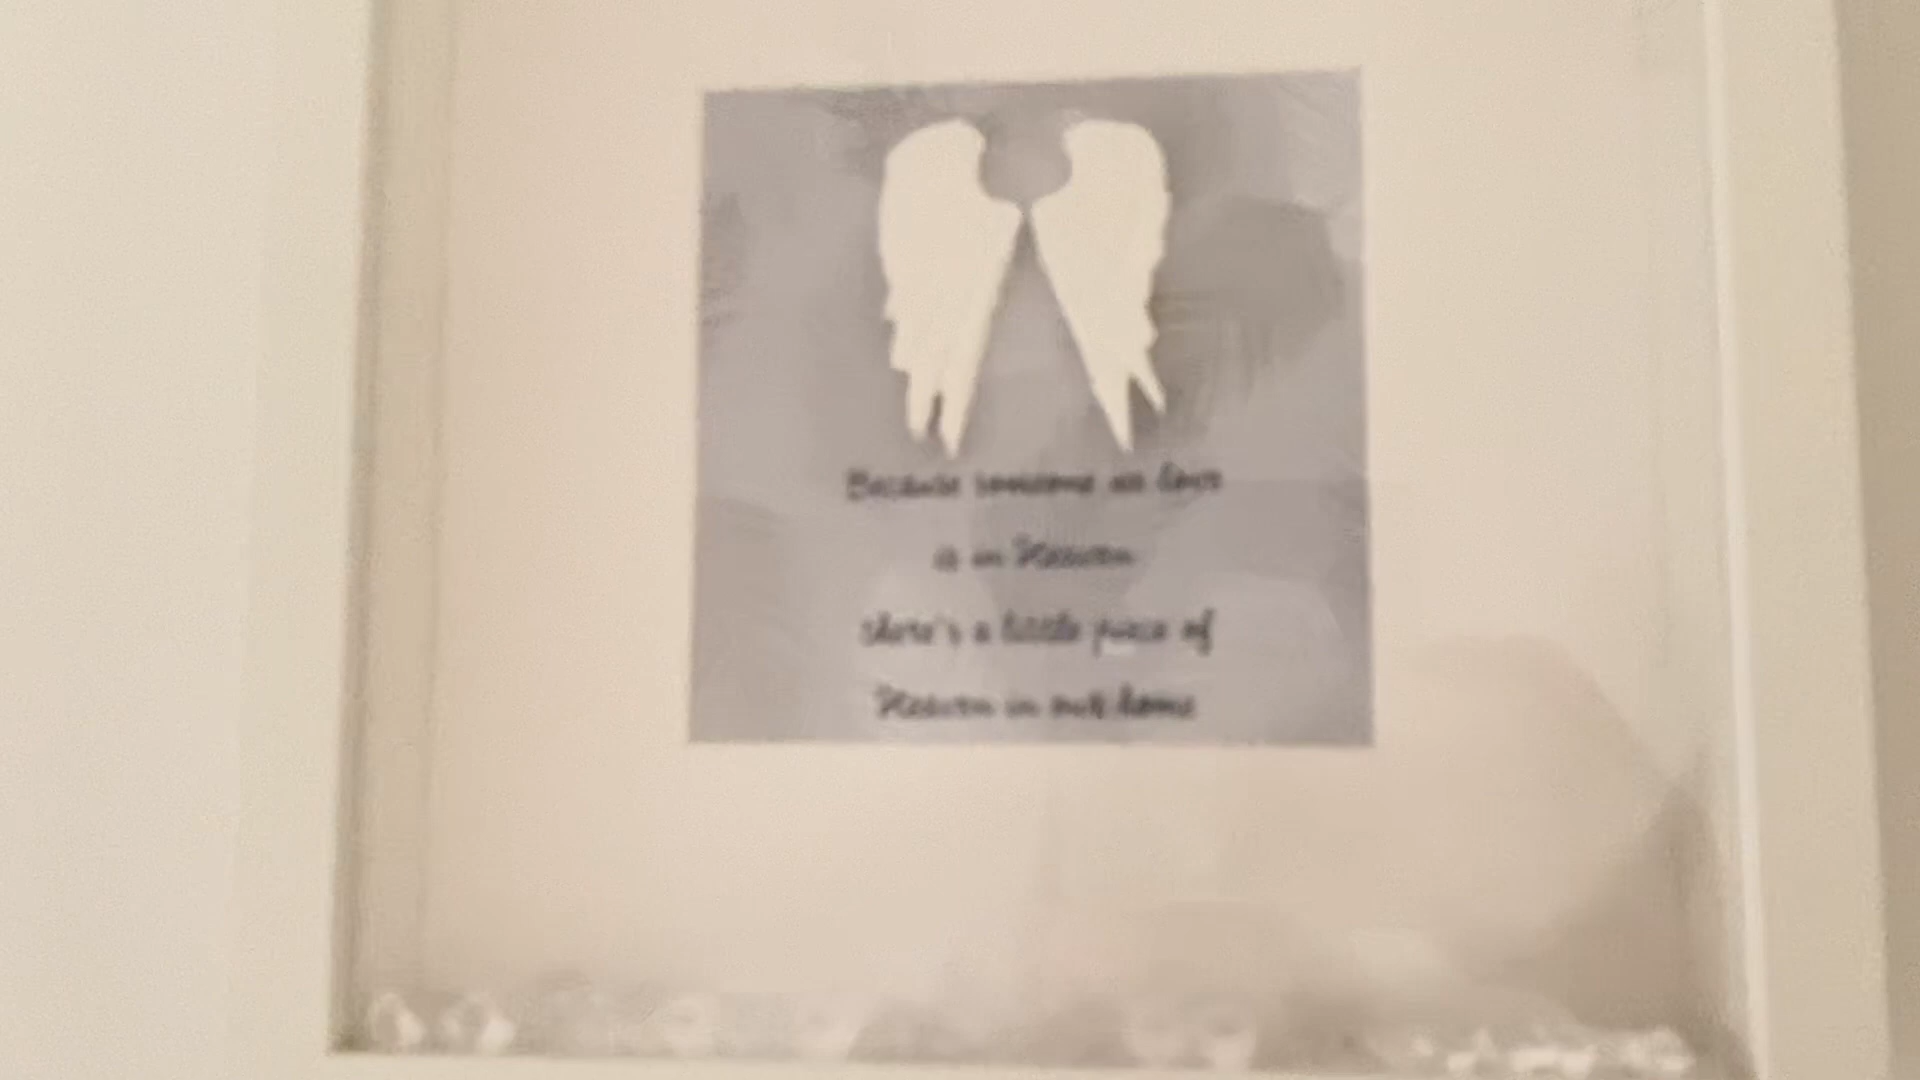 Because someone we love
is in Heaven
there's a little piece of
Heaven in our home